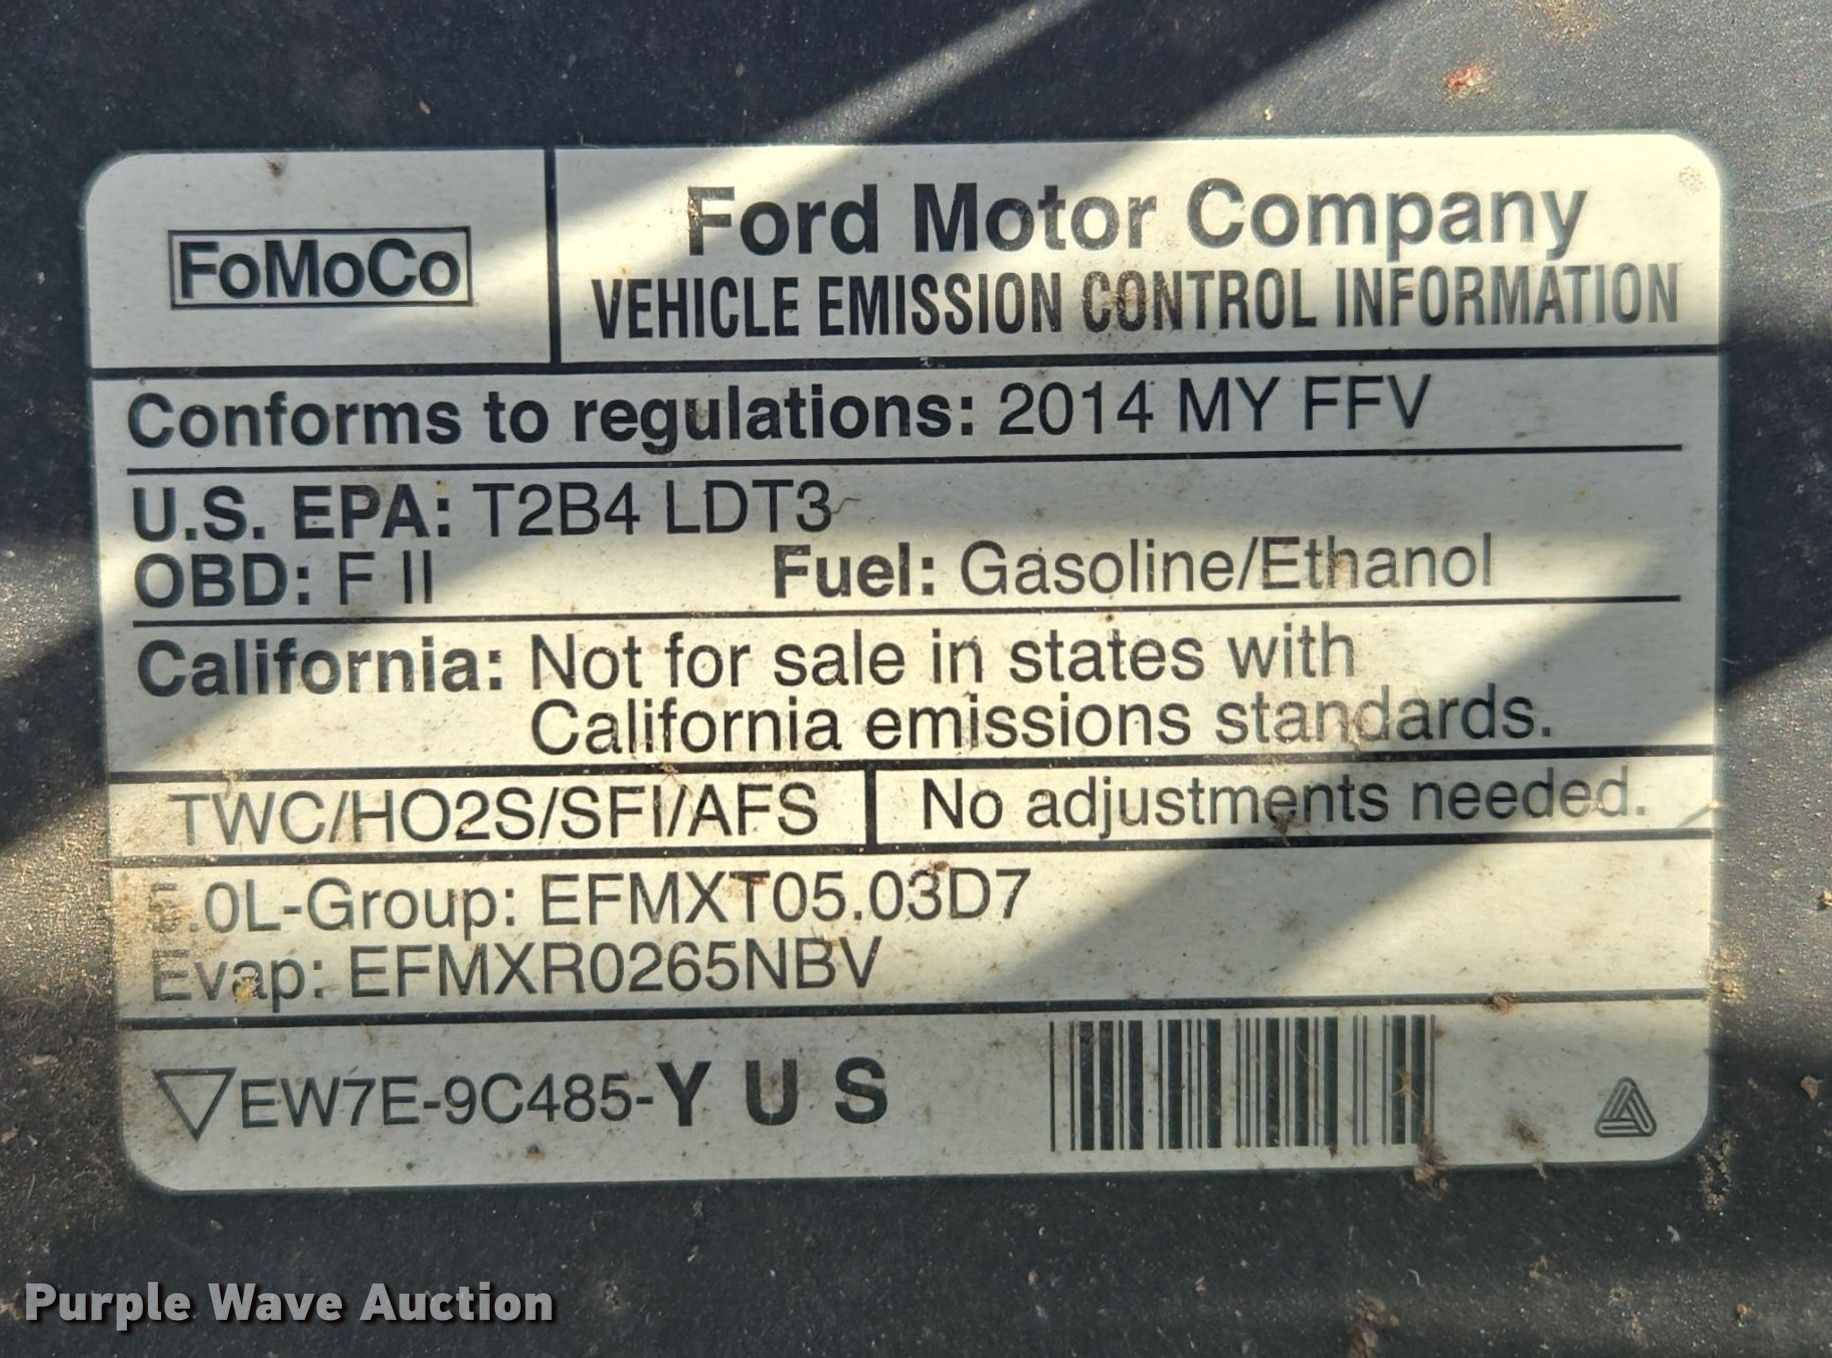 FoMoCo
Ford Motor Company
VEHICLE EMISSION CONTROL INFORMATION
Conforms to regulations: 2014 MY FFV
U.S. EPA: T2B4 LDT3
OBD: F II Fuel: Gasoline/Ethanol
California: Not for sale in states with
California emissions standards.
TWC/HO2S/SFI/AFS No adjustments needed.
5.0L-Group: EFMXT05.03D7
Evap: EFMXR0265NBV
EW7E-9C485-Y U S
Purple Wave Auction